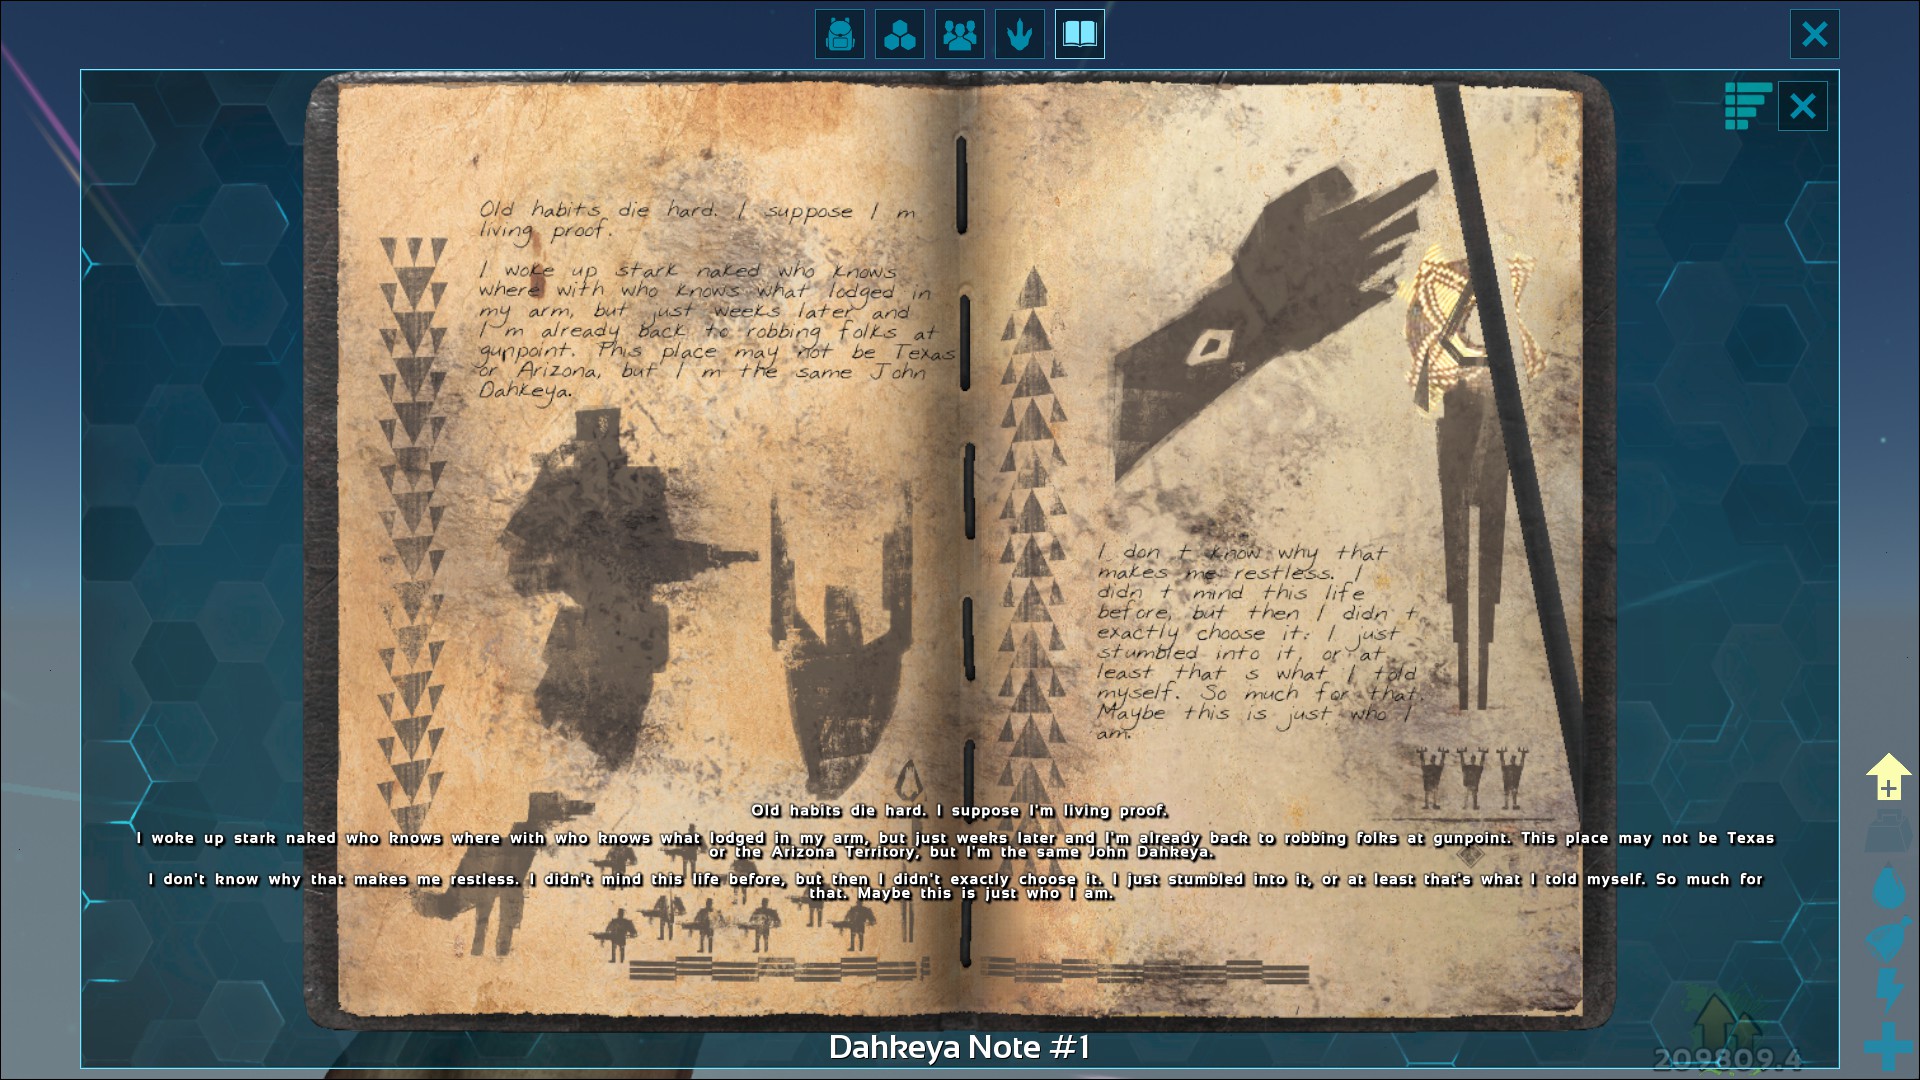 Old habits die hard. I suppose I m
living proof.
I woke up stark naked who knows
where with who knows what lodged in
my arm, but just weeks later and
I m already back to robbing folks at
gunpoint. This place may not be Texas
or Arizona, but I m the same John
Dahkeya.
I don t know why that
makes me restless. I
didn t mind this life
before, but then I didn t
exactly choose it: I just
stumbled into it, or at
least that s what I told
myself. So much for that.
Maybe this is just who I
am.
Old habits die hard. I suppose I'm living proof.
I woke up stark naked who knows where with who knows what lodged in my arm, but just weeks later and I'm already back to robbing folks at gunpoint. This place may not be Texas
or the Arizona Territory, but I'm the same John Dahkeya.
I don't know why that makes me restless. I didn't mind this life before, but then I didn't exactly choose it. I just stumbled into it, or at least that's what I told myself. So much for
that. Maybe this is just who I am.
Dahkeya Note #1
209809.4